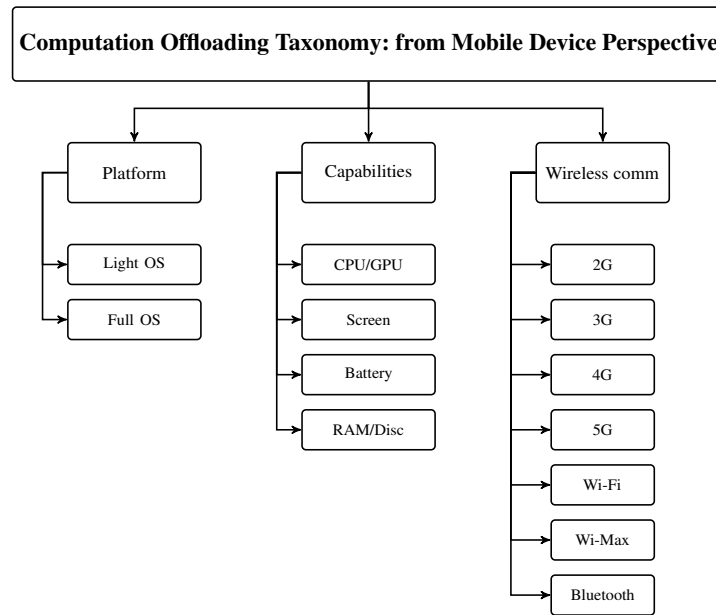 Computation Offloading Taxonomy: from Mobile Device Perspective
Platform
Light OS
Full OS
Capabilities
CPU/GPU
Screen
Battery
RAM/Disc
Wireless comm
2G
3G
4G
5G
Wi-Fi
Wi-Max
Bluetooth